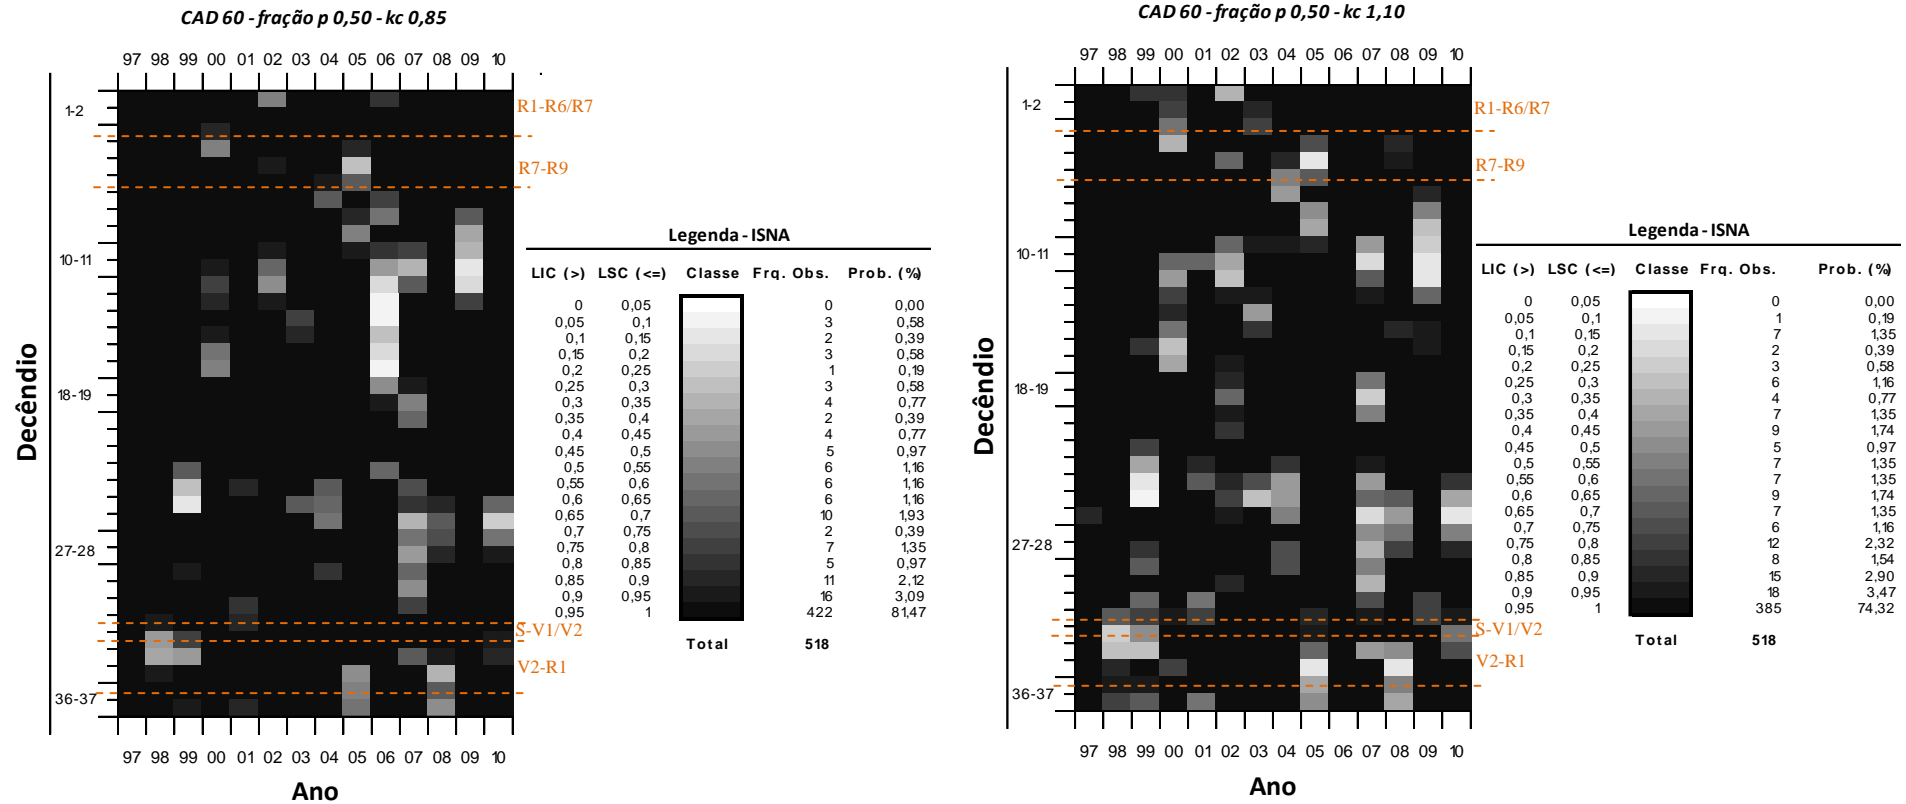 CAD 60 - fração p 0,50 - kc 0,85
97 98 99 00 01 02 03 04 05 06 07 08 09 10
1-2
10-11
18-19
27-28
36-37
Decêndio
R1-R6/R7
R7-R9
S-V1/V2
V2-R1
97 98 99 00 01 02 03 04 05 06 07 08 09 10
Ano
Legenda - ISNA
LIC (>) LSC (<=) Classe Frq. Obs. Prob. (%)
0 0,05 0 0,00
0,05 0,1 3 0,58
0,1 0,15 2 0,39
0,15 0,2 3 0,58
0,2 0,25 1 0,19
0,25 0,3 3 0,58
0,3 0,35 4 0,77
0,35 0,4 2 0,39
0,4 0,45 4 0,77
0,45 0,5 5 0,97
0,5 0,55 6 1,16
0,55 0,6 6 1,16
0,6 0,65 6 1,16
0,65 0,7 10 1,93
0,7 0,75 2 0,39
0,75 0,8 7 1,35
0,8 0,85 5 0,97
0,85 0,9 11 2,12
0,9 0,95 16 3,09
0,95 1 422 81,47
Total 518
CAD 60 - fração p 0,50 - kc 1,10
97 98 99 00 01 02 03 04 05 06 07 08 09 10
1-2
10-11
18-19
27-28
36-37
Decêndio
R1-R6/R7
R7-R9
S-V1/V2
V2-R1
97 98 99 00 01 02 03 04 05 06 07 08 09 10
Ano
Legenda - ISNA
LIC (>) LSC (<=) Classe Frq. Obs. Prob. (%)
0 0,05 0 0,00
0,05 0,1 1 0,19
0,1 0,15 7 1,35
0,15 0,2 2 0,39
0,2 0,25 3 0,58
0,25 0,3 6 1,16
0,3 0,35 4 0,77
0,35 0,4 7 1,35
0,4 0,45 9 1,74
0,45 0,5 5 0,97
0,5 0,55 7 1,35
0,55 0,6 7 1,35
0,6 0,65 9 1,74
0,65 0,7 7 1,35
0,7 0,75 6 1,16
0,75 0,8 12 2,32
0,8 0,85 8 1,54
0,85 0,9 15 2,90
0,9 0,95 18 3,47
0,95 1 385 74,32
Total 518